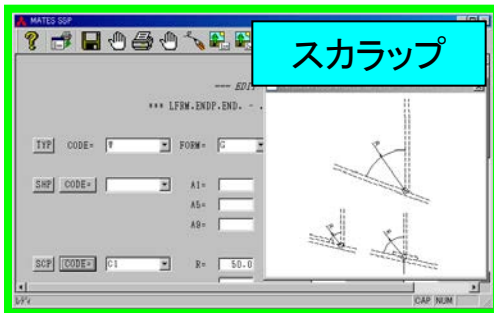 MATES SSP
スカラップ
--- EDIT
*** LFRM.ENDP.END. - .
TYP CODE= FORM= G
SHP CODE= A1=
A5=
A9=
SCP CODE= C1 R= 50.0
CAP NUM